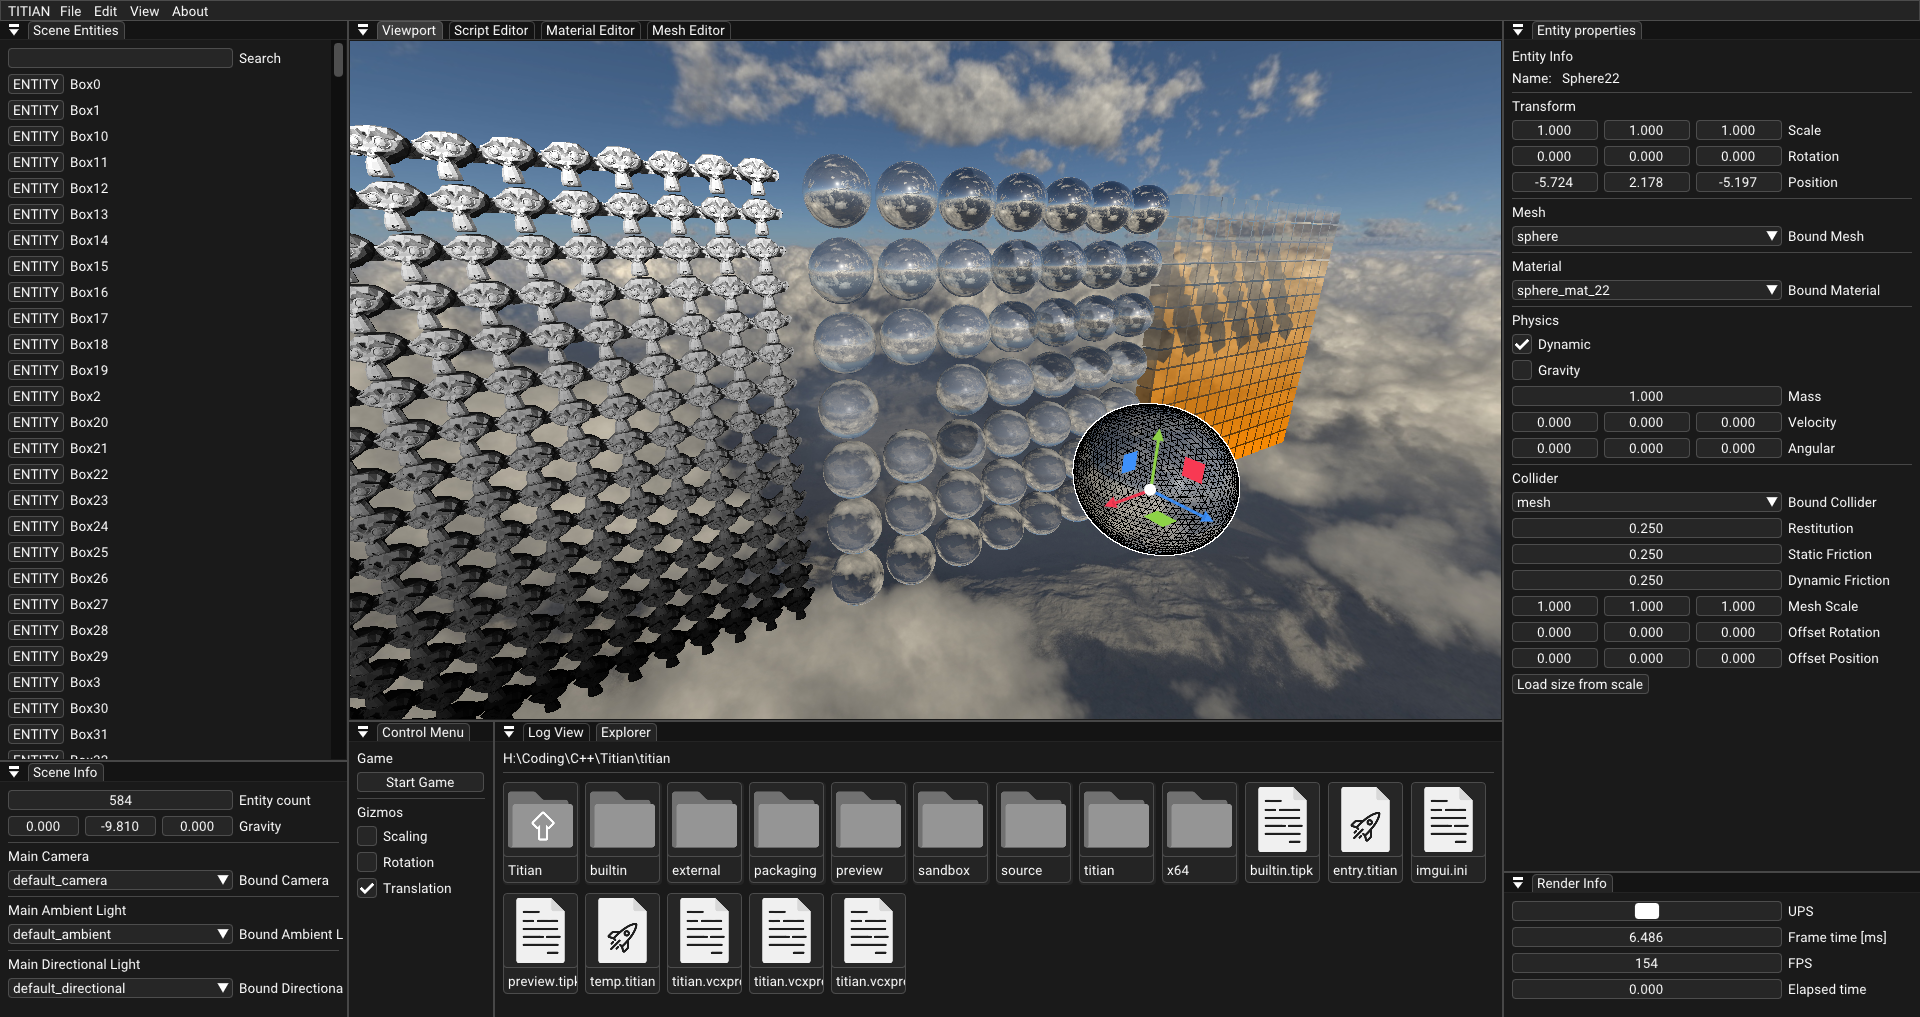 TITIAN File Edit View About
Scene Entities
Search
ENTITY Box0
ENTITY Box1
ENTITY Box10
ENTITY Box11
ENTITY Box12
ENTITY Box13
ENTITY Box14
ENTITY Box15
ENTITY Box16
ENTITY Box17
ENTITY Box18
ENTITY Box19
ENTITY Box2
ENTITY Box20
ENTITY Box21
ENTITY Box22
ENTITY Box23
ENTITY Box24
ENTITY Box25
ENTITY Box26
ENTITY Box27
ENTITY Box28
ENTITY Box29
ENTITY Box3
ENTITY Box30
ENTITY Box31
Scene Info
584 Entity count
0.000 -9.810 0.000 Gravity
Main Camera
default_camera Bound Camera
Main Ambient Light
default_ambient Bound Ambient L
Main Directional Light
default_directional Bound Directiona
Viewport Script Editor Material Editor Mesh Editor
Control Menu
Game
Start Game
Gizmos
Scaling
Rotation
Translation
Log View Explorer
H:\Coding\C++\Titian\titian
Titian builtin external packaging preview sandbox source titian x64 builtin.tipk entry.titian imgui.ini
preview.tipk temp.titian titian.vcxpr titian.vcxpr titian.vcxpr
Entity properties
Entity Info
Name: Sphere22
Transform
1.000 1.000 1.000 Scale
0.000 0.000 0.000 Rotation
-5.724 2.178 -5.197 Position
Mesh
sphere Bound Mesh
Material
sphere_mat_22 Bound Material
Physics
Dynamic
Gravity
1.000 Mass
0.000 0.000 0.000 Velocity
0.000 0.000 0.000 Angular
Collider
mesh Bound Collider
0.250 Restitution
0.250 Static Friction
0.250 Dynamic Friction
1.000 1.000 1.000 Mesh Scale
0.000 0.000 0.000 Offset Rotation
0.000 0.000 0.000 Offset Position
Load size from scale
Render Info
UPS
6.486 Frame time [ms]
154 FPS
0.000 Elapsed time